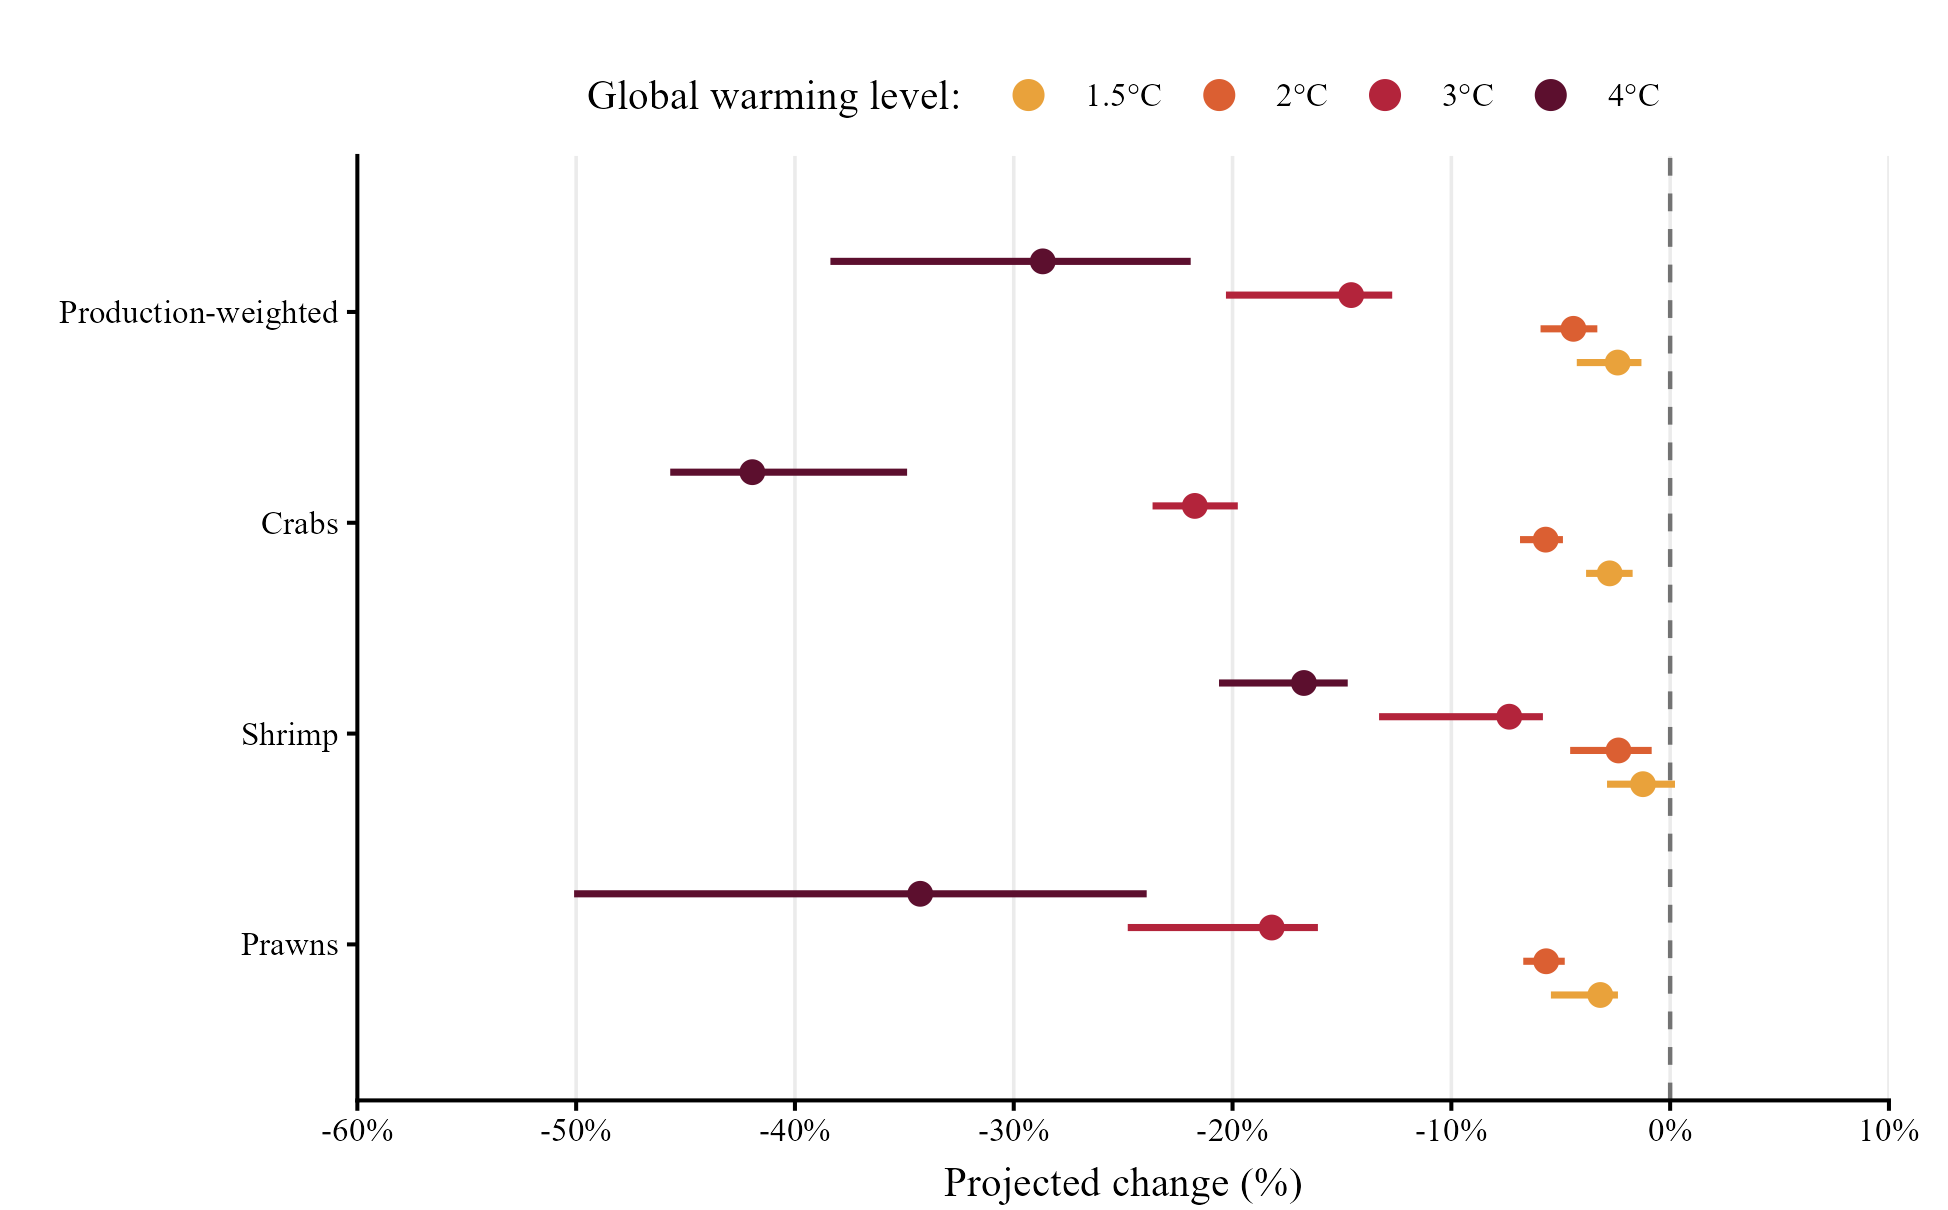 Global warming level: 1.5°C 2°C 3°C 4°C
Production-weighted
Crabs
Shrimp
Prawns
-60% -50% -40% -30% -20% -10% 0% 10%
Projected change (%)